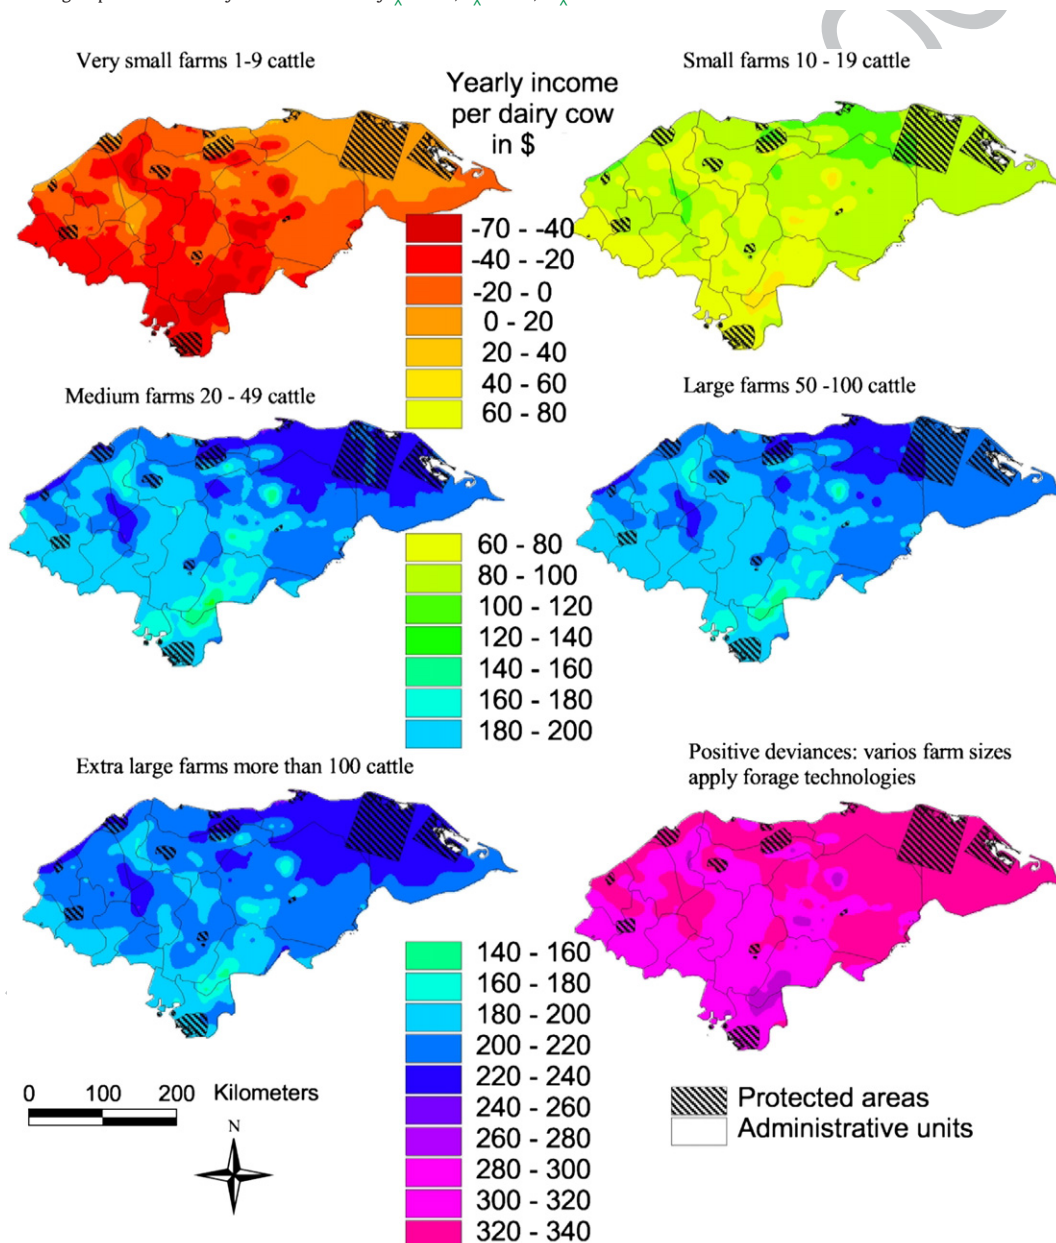 Very small farms 1-9 cattle
Small farms 10 - 19 cattle
Yearly income
per dairy cow
in $
-70 - -40
-40 - -20
-20 - 0
0 - 20
20 - 40
40 - 60
60 - 80
Medium farms 20 - 49 cattle
Large farms 50 -100 cattle
60 - 80
80 - 100
100 - 120
120 - 140
140 - 160
160 - 180
180 - 200
Extra large farms more than 100 cattle
Positive deviances: varios farm sizes
apply forage technologies
140 - 160
160 - 180
180 - 200
200 - 220
220 - 240
240 - 260
260 - 280
280 - 300
300 - 320
320 - 340
0 100 200 Kilometers
N
Protected areas
Administrative units